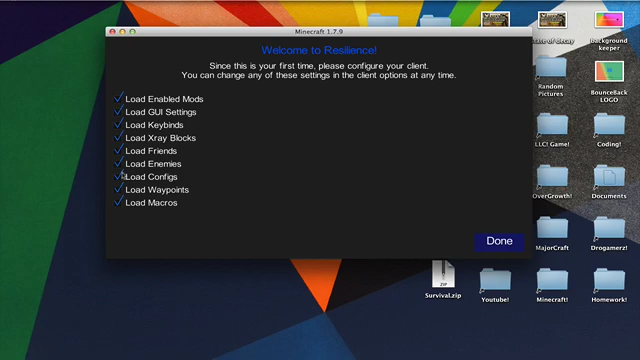 Minecraft 1.7.9
Welcome to Resilience!
Since this is your first time, please configure your client.
You can change any of these settings in the client options at any time.
Load Enabled Mods
Load GUI Settings
Load Keybinds
Load Xray Blocks
Load Friends
Load Enemies
Load Configs
Load Waypoints
Load Macros
Done
ate of decay
background
keeper
Random
Pictures
BounceBack
LOGO
LLC! Game!
Coding!
OverGrowth!
Documents
MajorCraft
Drogamerz!
ZIP
Survival.zip
Youtube!
Minecraft!
Homework!